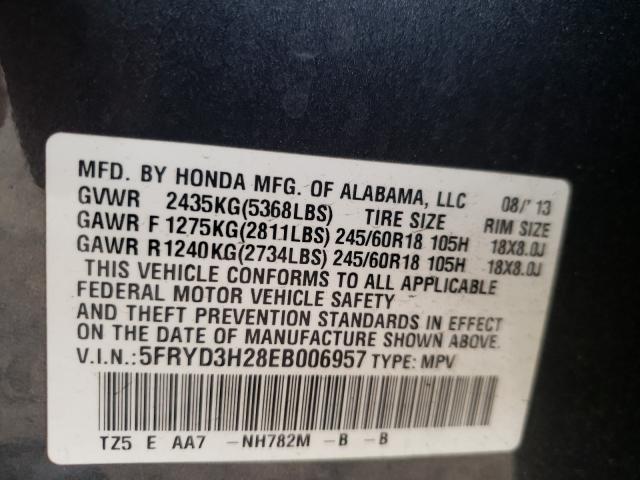 MFD. BY HONDA MFG. OF ALABAMA, LLC 08/'13
GVWR 2435KG(5368LBS) TIRE SIZE RIM SIZE
GAWR F 1275KG(2811LBS) 245/60R18 105H 18X8.0J
GAWR R1240KG(2734LBS) 245/60R18 105H 18X8.0J
THIS VEHICLE CONFORMS TO ALL APPLICABLE
FEDERAL MOTOR VEHICLE SAFETY
AND THEFT PREVENTION STANDARDS IN EFFECT
ON THE DATE OF MANUFACTURE SHOWN ABOVE.
V.I.N.:5FRYD3H28EB006957 TYPE: MPV
TZ5 E AA7 -NH782M -B -B